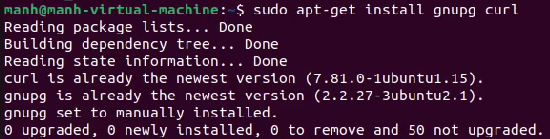 manh@manh-virtual-machine:~$ sudo apt-get install gnupg curl
Reading package lists... Done
Building dependency tree... Done
Reading state information... Done
curl is already the newest version (7.81.0-1ubuntu1.15).
gnupg is already the newest version (2.2.27-3ubuntu2.1).
gnupg set to manually installed.
0 upgraded, 0 newly installed, 0 to remove and 50 not upgraded.